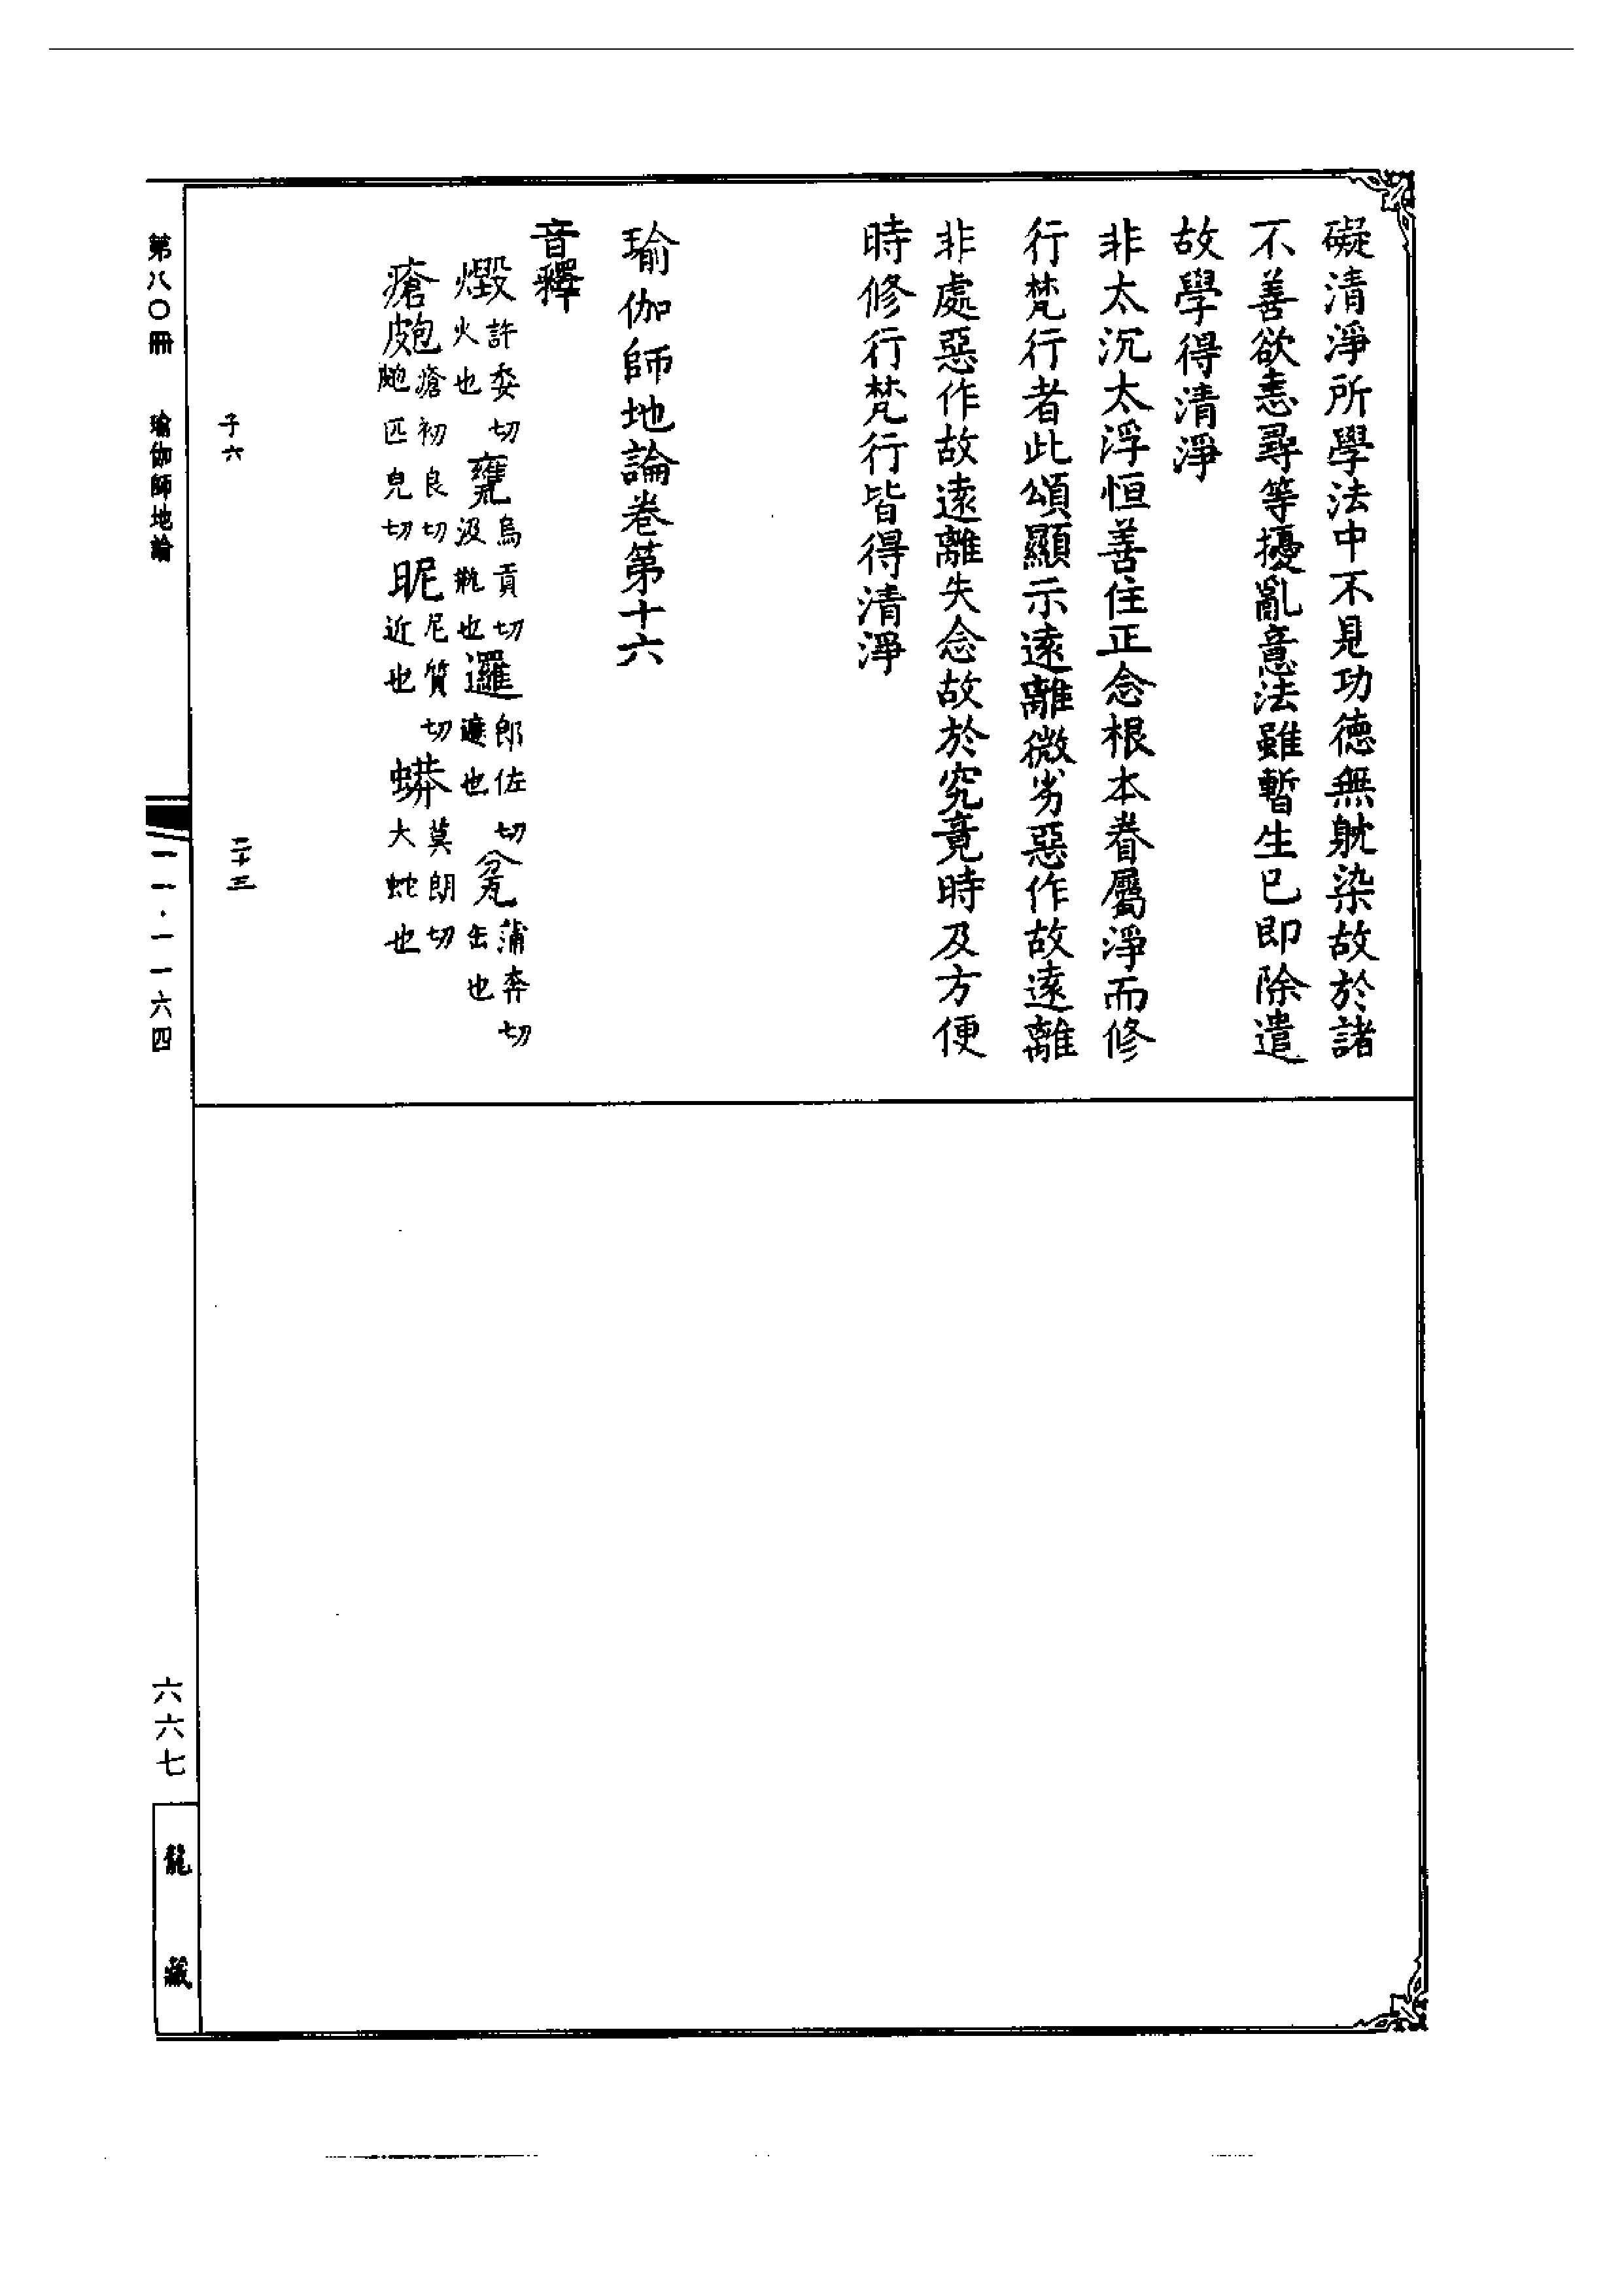 礙清淨所學法中不見功德無躭染故於諸
不善欲恚尋等擾亂意法雖暫生已即除遣
故學得清淨
非太沉太浮恒善住正念根本眷屬淨而修
行梵行者此頌顯示遠離微劣惡作故遠離
非處惡作故遠離失念故於究竟時及方便
時修行梵行皆得清淨
瑜伽師地論卷第十六
音釋
燬許委切火也 甕烏貢切汲瓶也 邏郎佐切遮也 瓫蒲奔切缶也
瘡皰瘡初良切皰匹皃切 昵尼質切近也 蟒莫朗切大蛇也
子六 二十三
第八〇冊 瑜伽師地論 一一·一一六四 六六七
龍藏